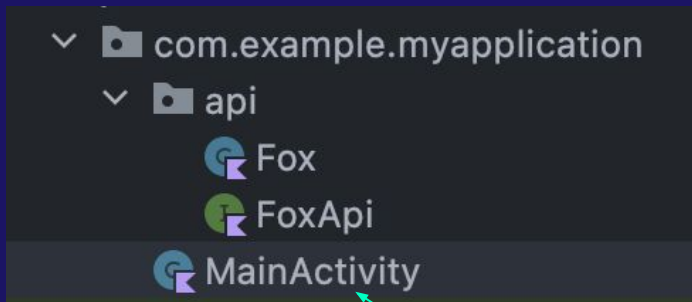 com.example.myapplication
api
Fox
FoxApi
MainActivity